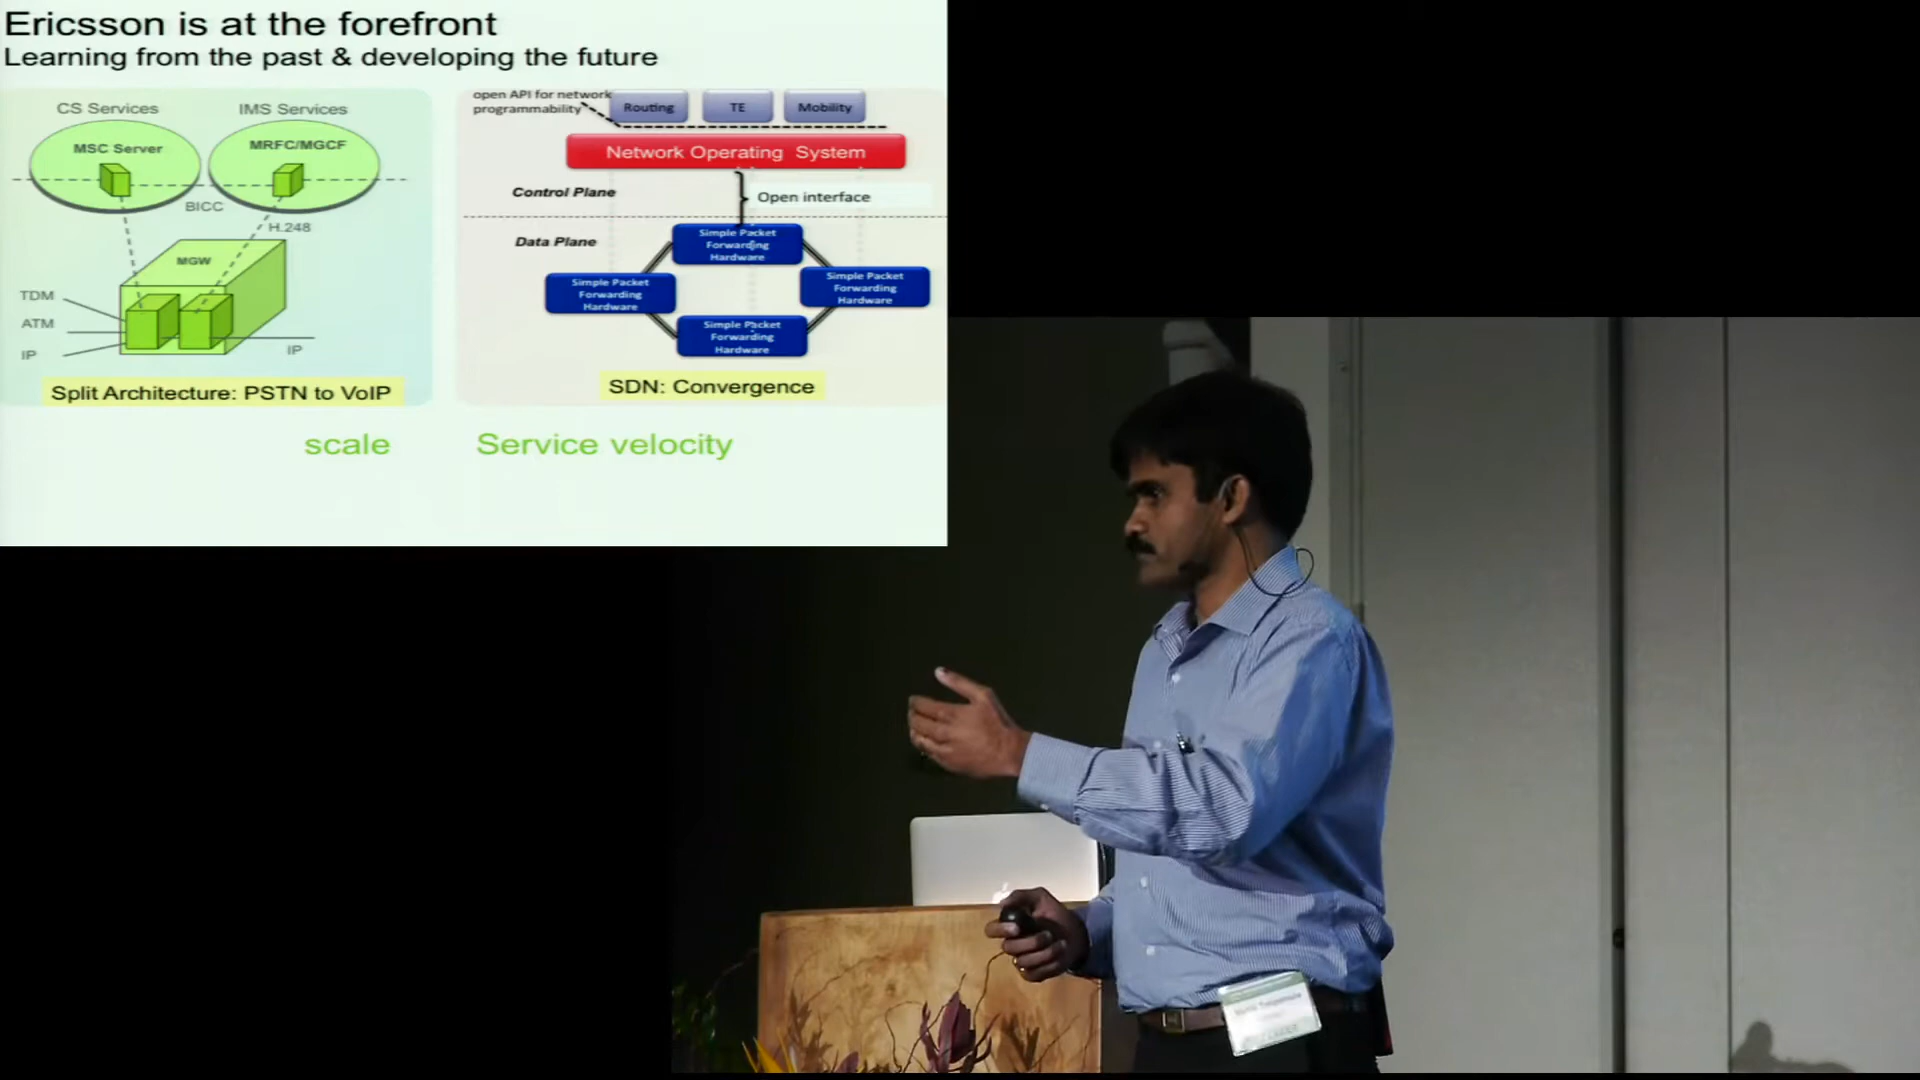 Ericsson is at the forefront
Learning from the past & developing the future
CS Services
IMS Services
MSC Server
MRFC/MGCF
BICC
H.248
MGW
TDM
ATM
IP
IP
Split Architecture: PSTN to VoIP
open API for network
programmability
Routing
TE
Mobility
Network Operating System
Control Plane
Open interface
Data Plane
Simple Packet
Forwarding
Hardware
Simple Packet
Forwarding
Hardware
Simple Packet
Forwarding
Hardware
Simple Packet
Forwarding
Hardware
SDN: Convergence
scale
Service velocity